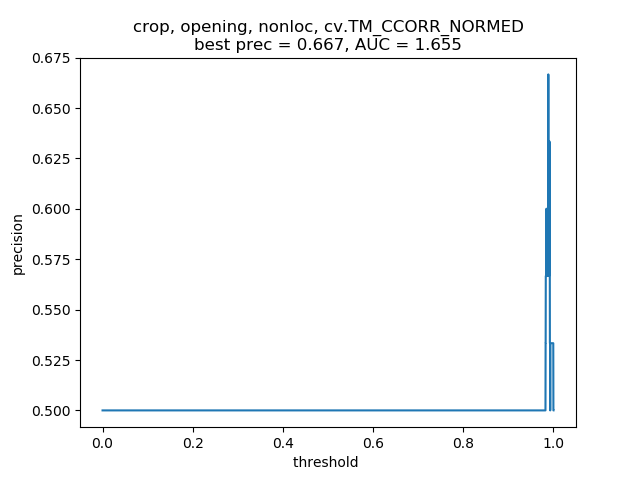 crop, opening, nonloc, cv.TM_CCORR_NORMED
best prec = 0.667, AUC = 1.655
0.675
0.650
0.625
0.600
0.575
0.550
0.525
0.500
precision
0.0 0.2 0.4 0.6 0.8 1.0
threshold